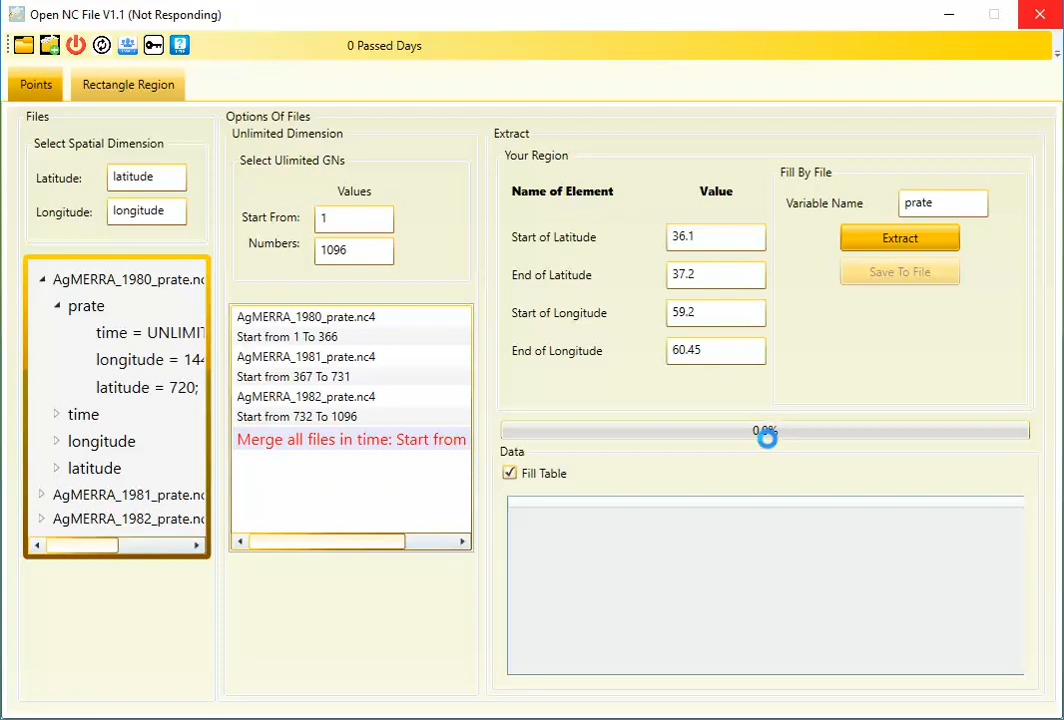 Open NC File V1.1 (Not Responding)
0 Passed Days
Points
Rectangle Region
Files
Select Spatial Dimension
Latitude: latitude
Longitude: longitude
AgMERRA_1980_prate.nc
prate
time = UNLIMIT
longitude = 144
latitude = 720;
time
longitude
latitude
AgMERRA_1981_prate.nc
AgMERRA_1982_prate.nc
Options Of Files
Unlimited Dimension
Select Ulimited GNs
Values
Start From: 1
Numbers: 1096
AgMERRA_1980_prate.nc4
Start from 1 To 366
AgMERRA_1981_prate.nc4
Start from 367 To 731
AgMERRA_1982_prate.nc4
Start from 732 To 1096
Merge all files in time: Start from
Extract
Your Region
Name of Element Value
Start of Latitude 36.1
End of Latitude 37.2
Start of Longitude 59.2
End of Longitude 60.45
Fill By File
Variable Name prate
Extract
Save To File
Data
Fill Table